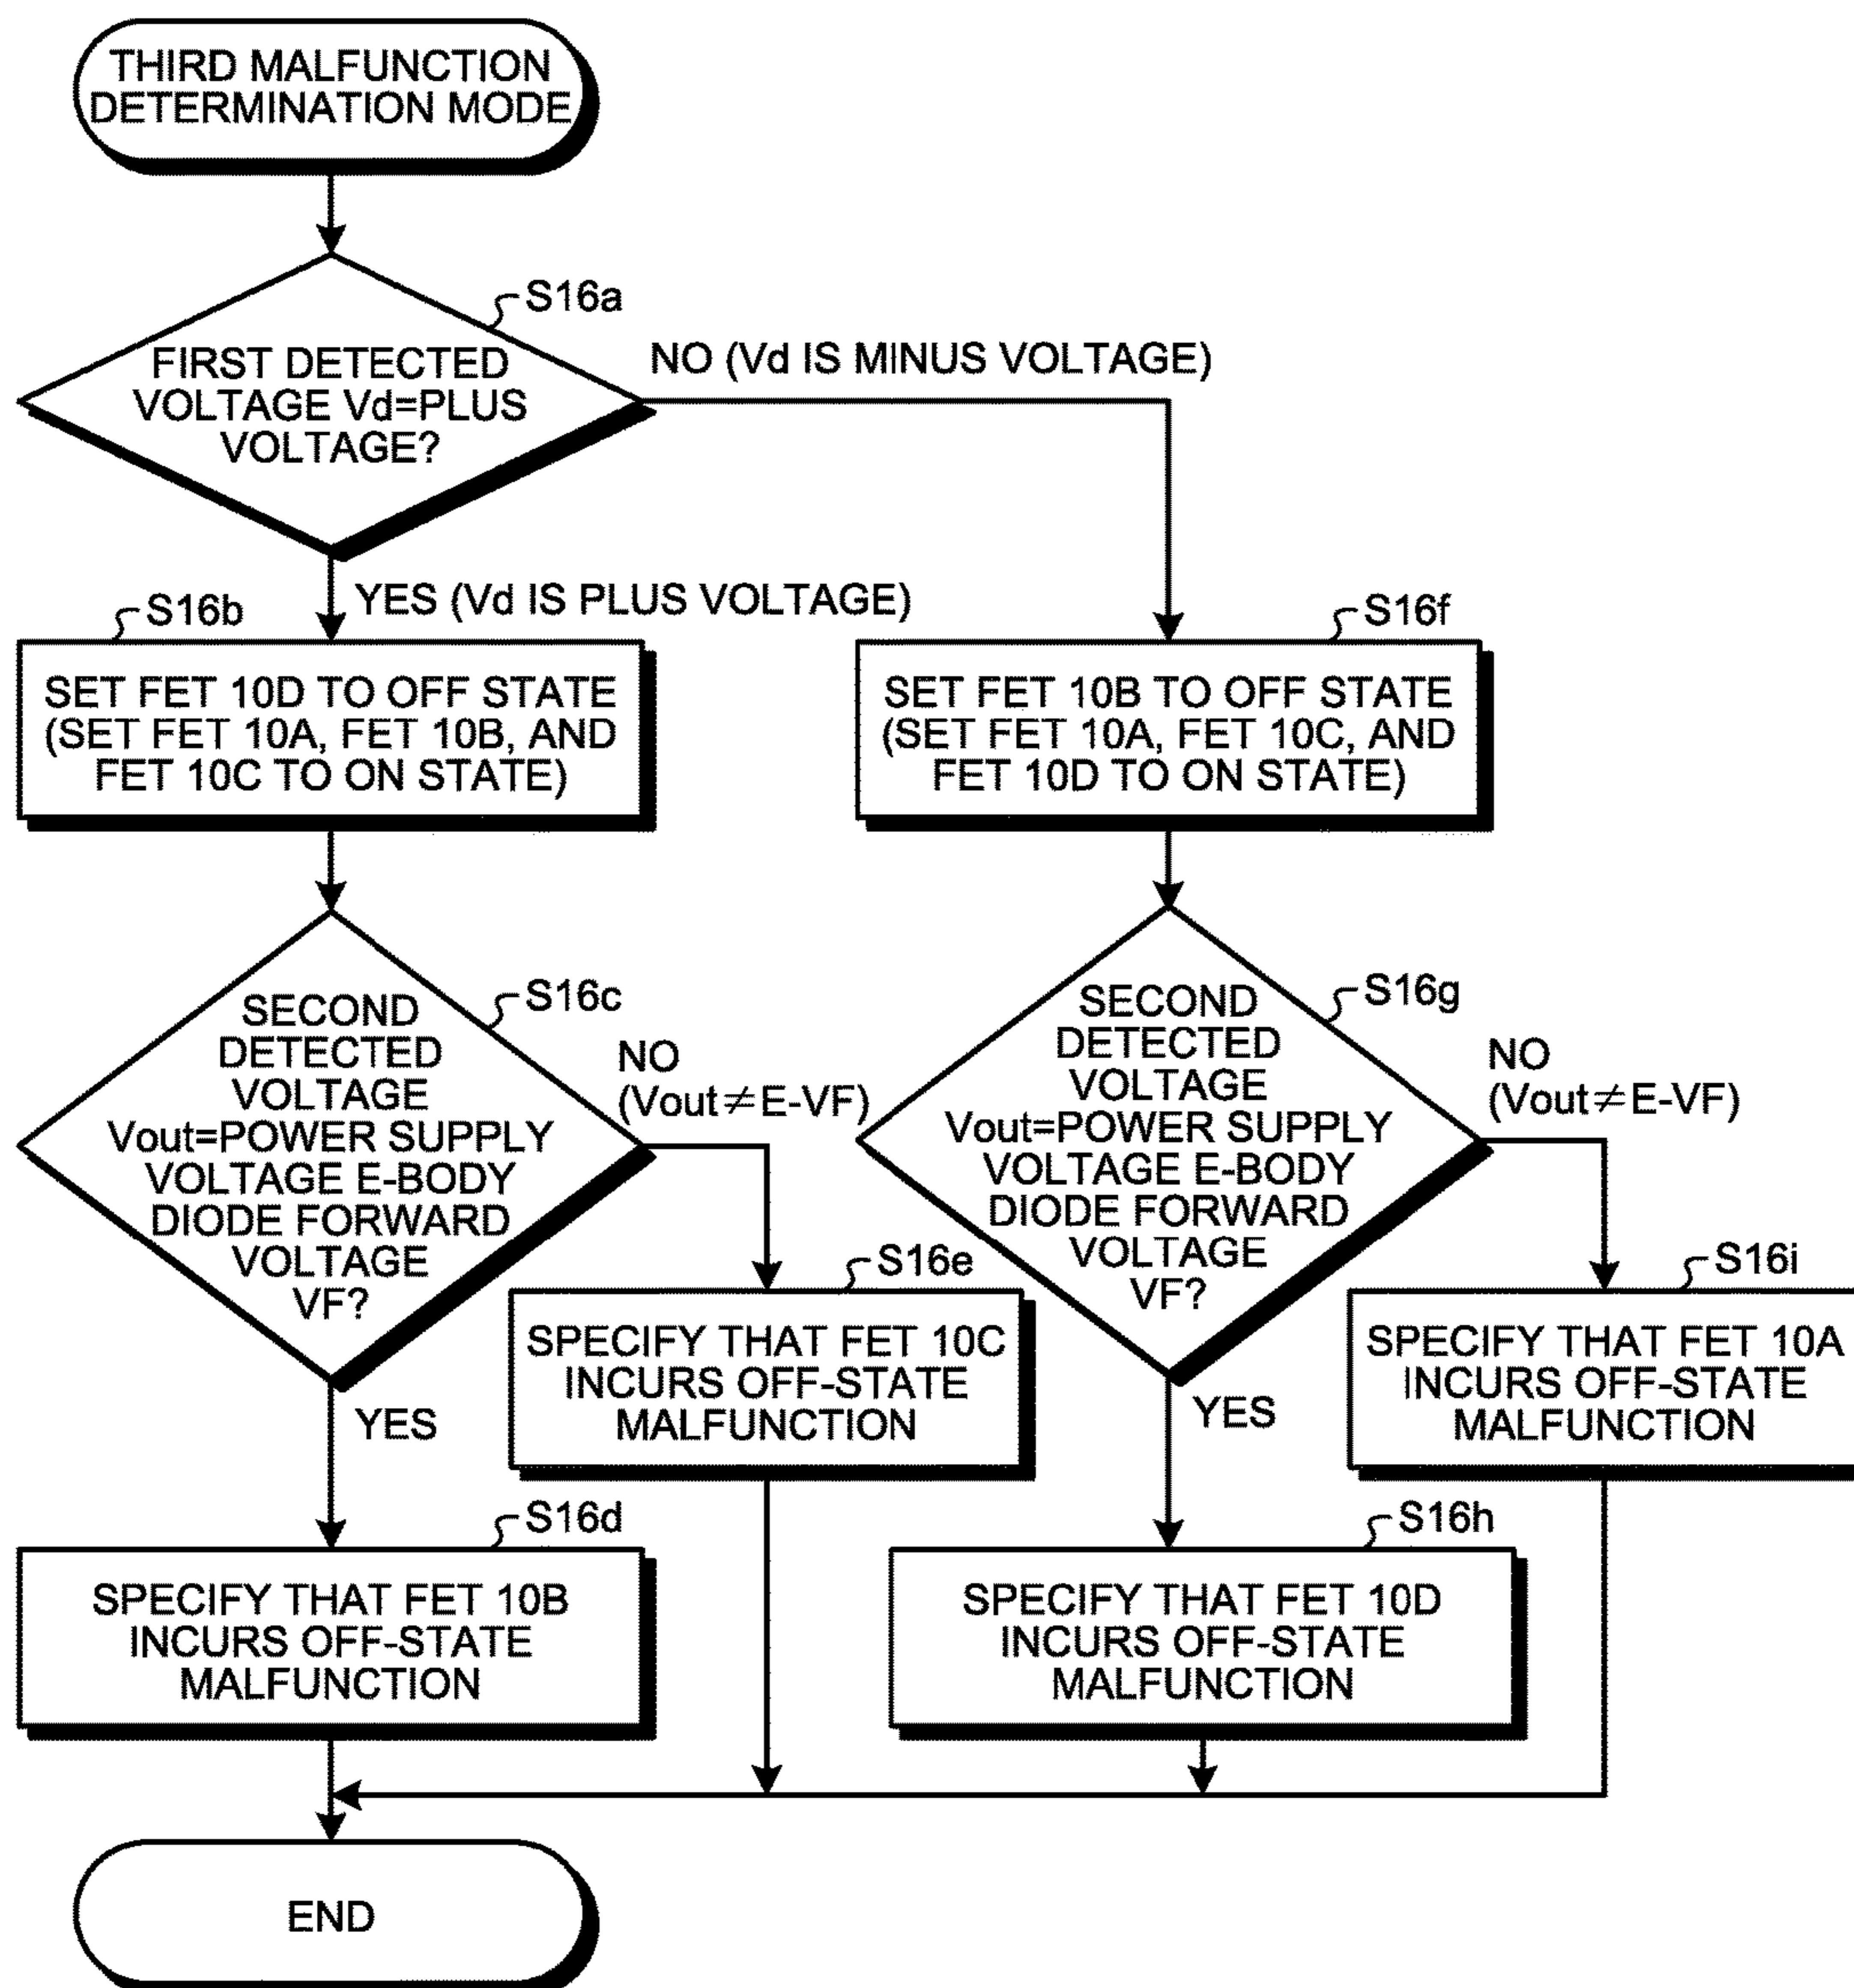 THIRD MALFUNCTION
DETERMINATION MODE
S16a
FIRST DETECTED
VOLTAGE Vd=PLUS
VOLTAGE?
NO (Vd IS MINUS VOLTAGE)
YES (Vd IS PLUS VOLTAGE)
S16b
SET FET 10D TO OFF STATE
(SET FET 10A, FET 10B, AND
FET 10C TO ON STATE)
S16f
SET FET 10B TO OFF STATE
(SET FET 10A, FET 10C, AND
FET 10D TO ON STATE)
S16c
SECOND
DETECTED
VOLTAGE
Vout=POWER SUPPLY
VOLTAGE E-BODY
DIODE FORWARD
VOLTAGE
VF?
NO
(Vout≠E-VF)
YES
S16g
SECOND
DETECTED
VOLTAGE
Vout=POWER SUPPLY
VOLTAGE E-BODY
DIODE FORWARD
VOLTAGE
VF?
NO
(Vout≠E-VF)
YES
S16e
SPECIFY THAT FET 10C
INCURS OFF-STATE
MALFUNCTION
S16i
SPECIFY THAT FET 10A
INCURS OFF-STATE
MALFUNCTION
S16d
SPECIFY THAT FET 10B
INCURS OFF-STATE
MALFUNCTION
S16h
SPECIFY THAT FET 10D
INCURS OFF-STATE
MALFUNCTION
END